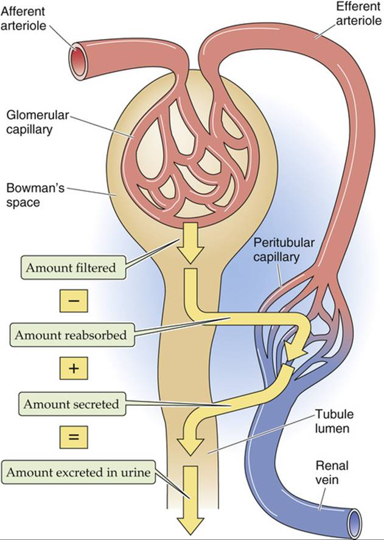 Afferent
arteriole
Efferent
arteriole
Glomerular
capillary
Bowman's
space
Peritubular
capillary
Amount filtered
−
Amount reabsorbed
+
Amount secreted
=
Amount excreted in urine
Tubule
lumen
Renal
vein